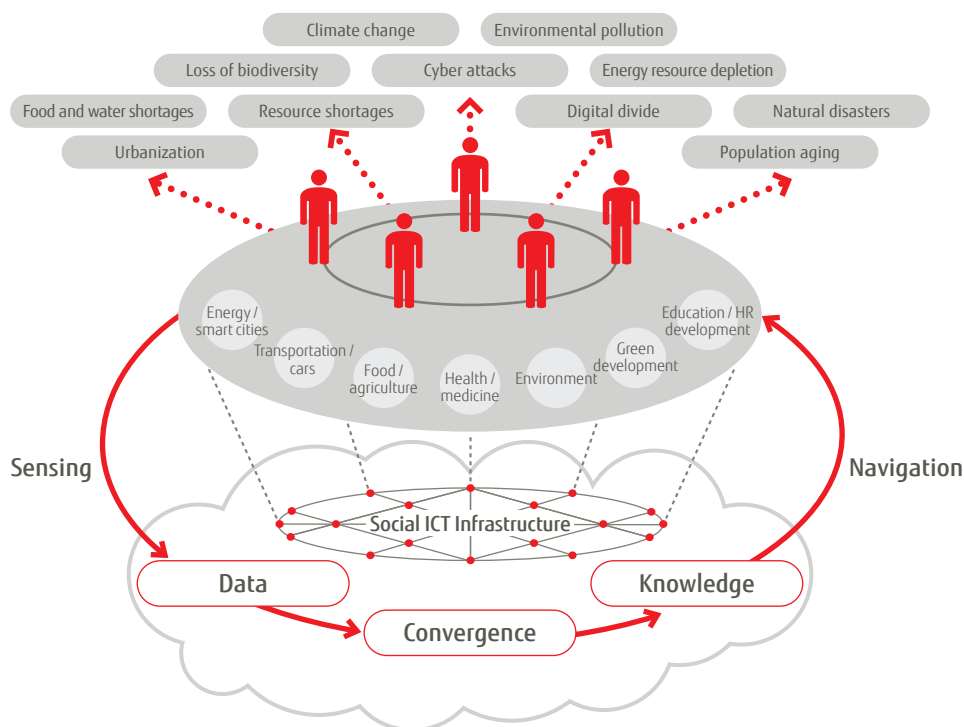 Climate change
Environmental pollution
Loss of biodiversity
Cyber attacks
Energy resource depletion
Food and water shortages
Resource shortages
Digital divide
Natural disasters
Urbanization
Population aging
Energy /
smart cities
Transportation /
cars
Food /
agriculture
Health /
medicine
Environment
Green
development
Education / HR
development
Sensing
Navigation
Social ICT Infrastructure
Data
Knowledge
Convergence